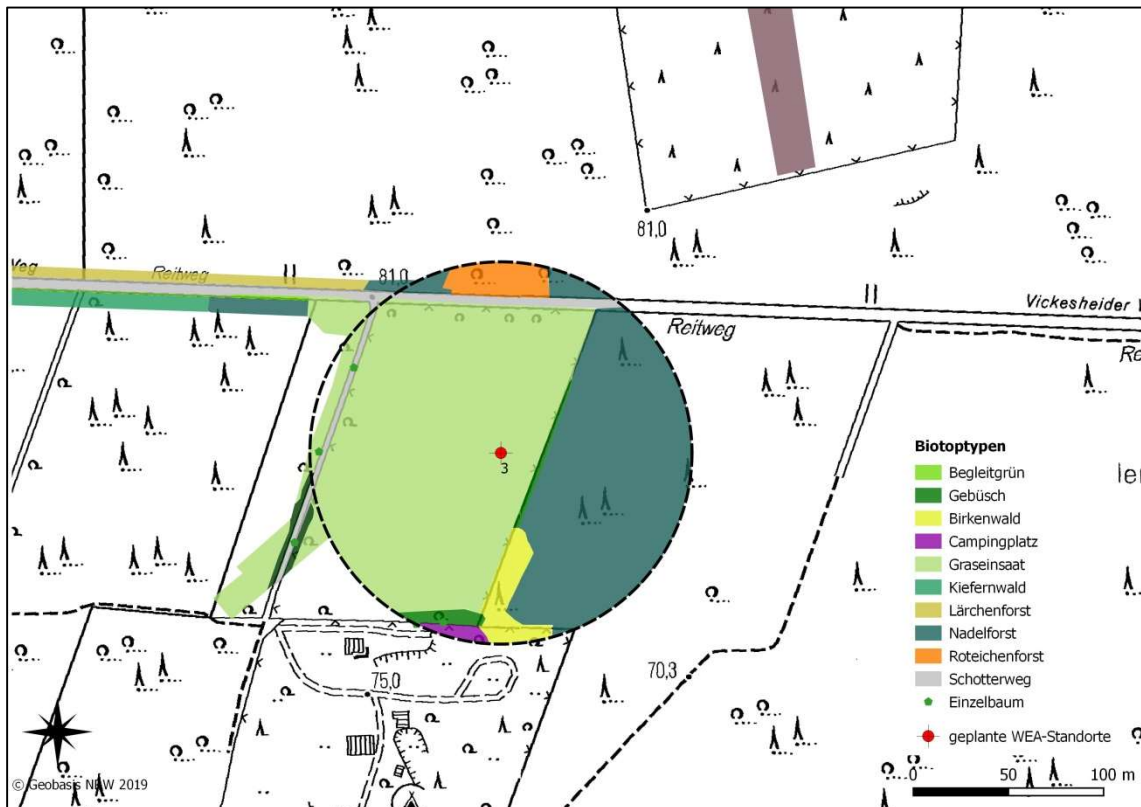 81,0
Weg
Reitweg
81,0
Vickesheider
Reitweg
3
Biotoptypen
Begleitgrün
Gebüsch
Birkenwald
Campingplatz
Graseinsaat
Kiefernwald
Lärchenforst
Nadelforst
Roteichenforst
Schotterweg
Einzelbaum
geplante WEA-Standorte
70,3
75,0
© Geobasis NRW 2019
0 50 100 m